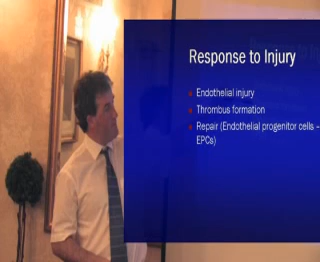 Response to Injury
Endothelial injury
Thrombus formation
Repair (Endothelial progenitor cells –
EPCs)